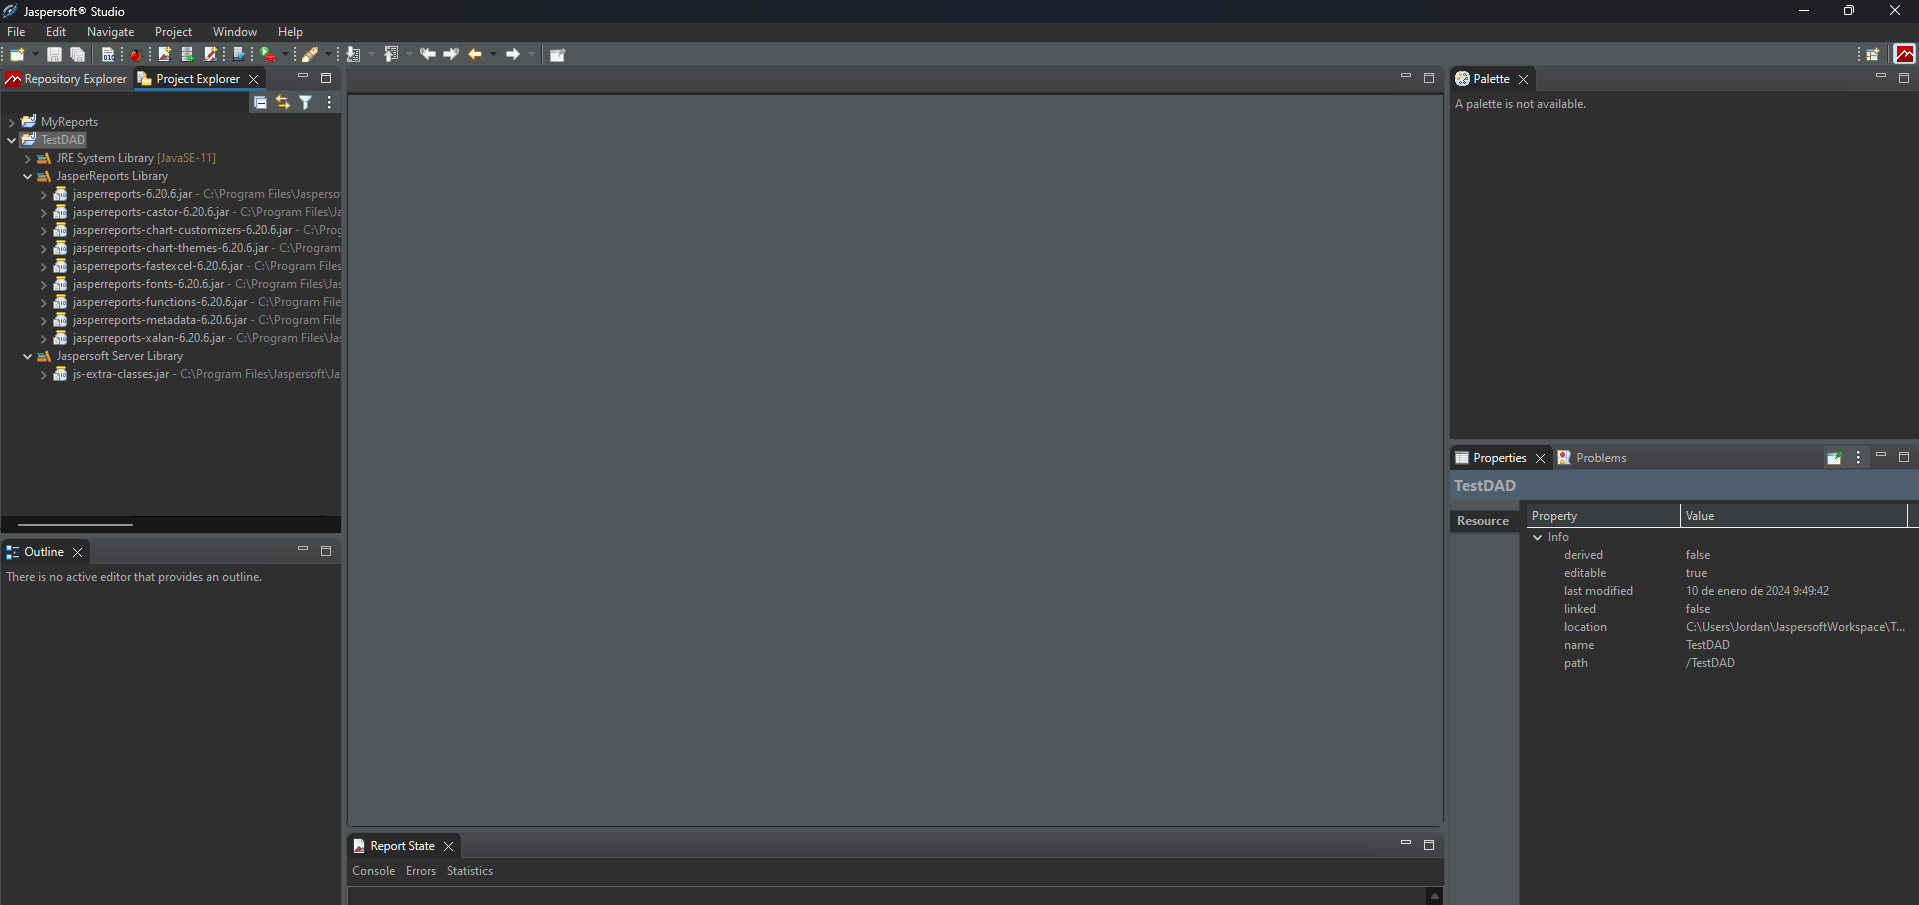 Jaspersoft® Studio
File Edit Navigate Project Window Help
Repository Explorer Project Explorer
MyReports
TestDAD
JRE System Library [JavaSE-11]
JasperReports Library
jasperreports-6.20.6.jar - C:\Program Files\Jasperso
jasperreports-castor-6.20.6.jar - C:\Program Files\Ja
jasperreports-chart-customizers-6.20.6.jar - C:\Prog
jasperreports-chart-themes-6.20.6.jar - C:\Program
jasperreports-fastexcel-6.20.6.jar - C:\Program Files
jasperreports-fonts-6.20.6.jar - C:\Program Files\Jas
jasperreports-functions-6.20.6.jar - C:\Program File
jasperreports-metadata-6.20.6.jar - C:\Program File
jasperreports-xalan-6.20.6.jar - C:\Program Files\Ja
Jaspersoft Server Library
js-extra-classes.jar - C:\Program Files\Jaspersoft\Ja
Outline
There is no active editor that provides an outline.
Report State
Console Errors Statistics
Palette
A palette is not available.
Properties Problems
TestDAD
Resource
Property Value
Info
derived false
editable true
last modified 10 de enero de 2024 9:49:42
linked false
location C:\Users\Jordan\JaspersoftWorkspace\T...
name TestDAD
path /TestDAD